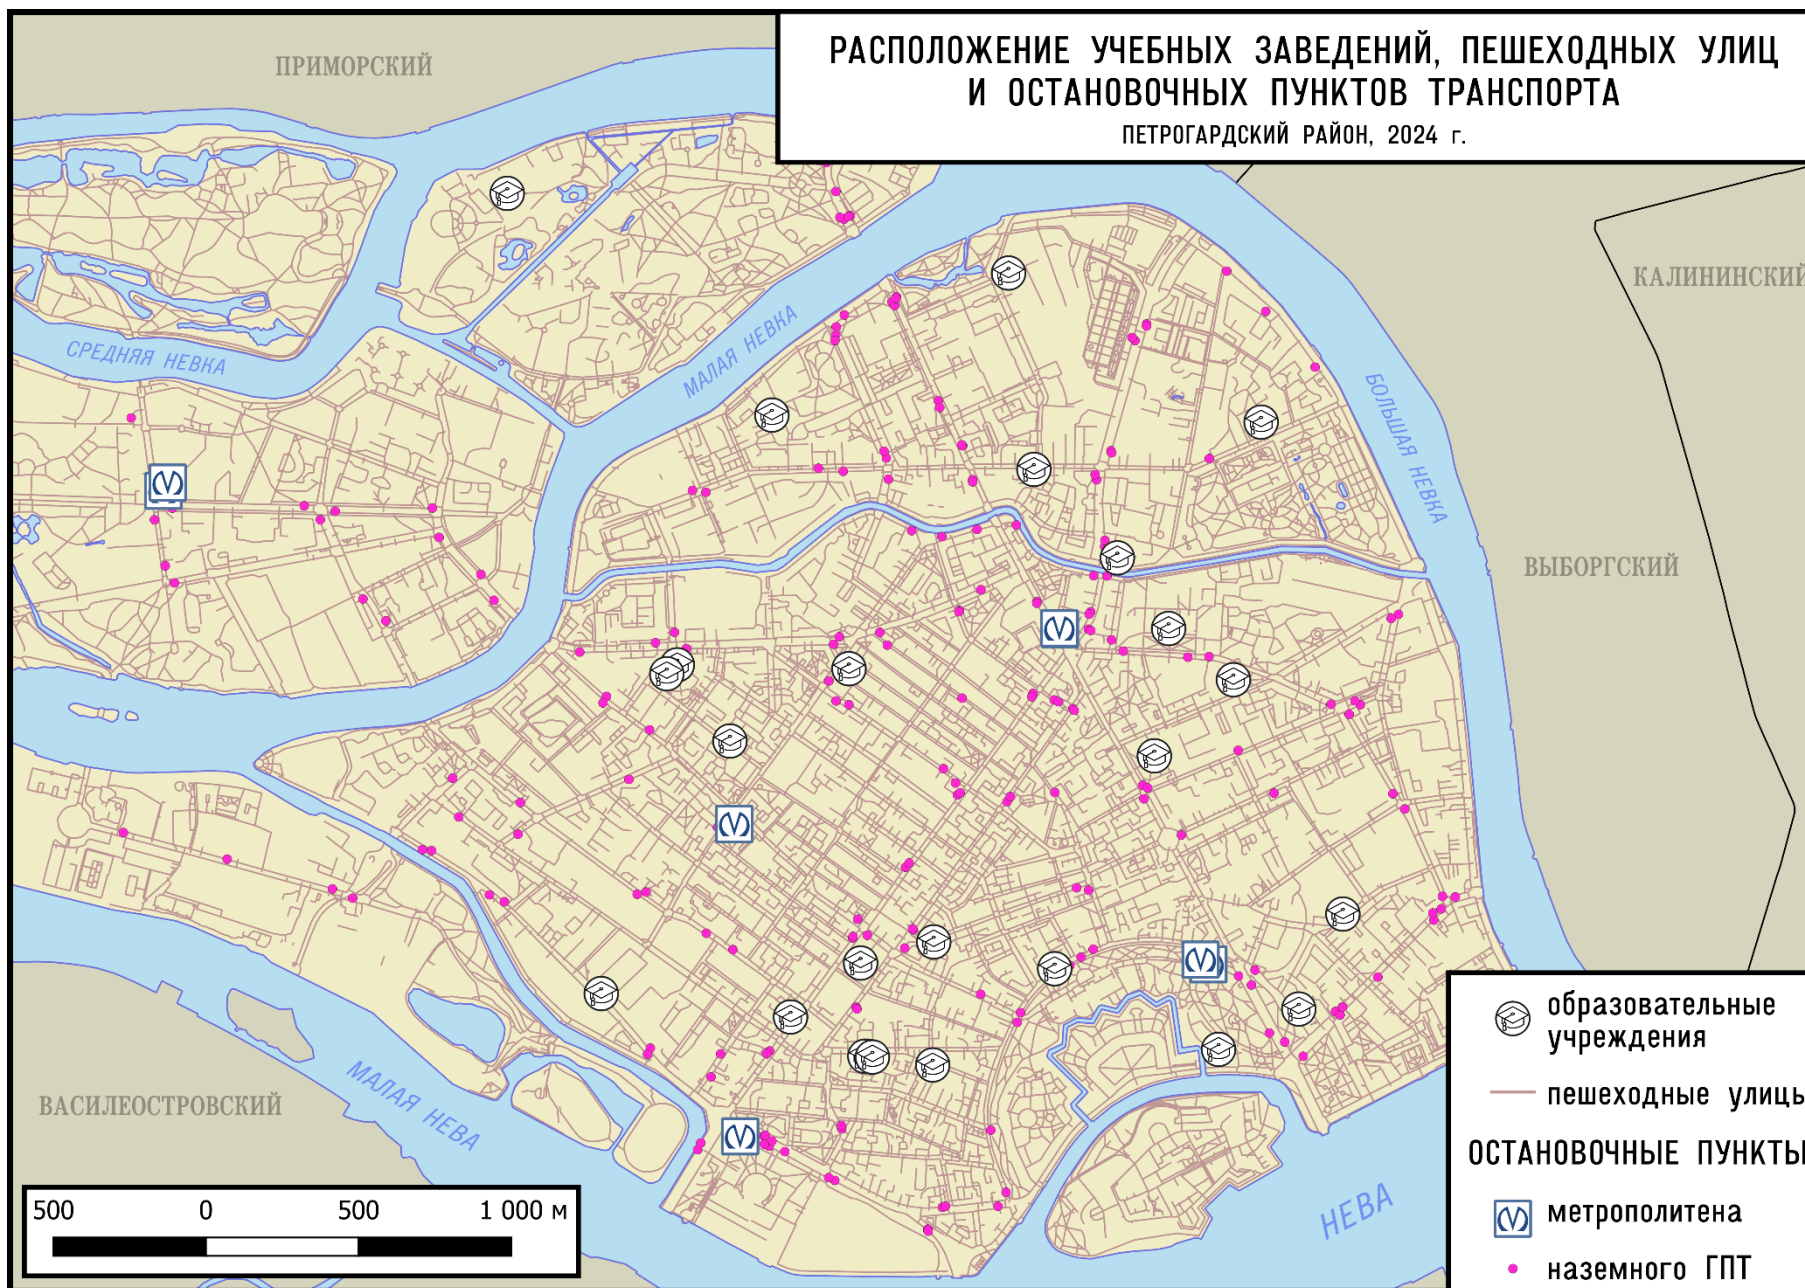 РАСПОЛОЖЕНИЕ УЧЕБНЫХ ЗАВЕДЕНИЙ, ПЕШЕХОДНЫХ УЛИЦ
И ОСТАНОВОЧНЫХ ПУНКТОВ ТРАНСПОРТА
ПЕТРОГАРДСКИЙ РАЙОН, 2024 г.
ПРИМОРСКИЙ
КАЛИНИНСКИЙ
СРЕДНЯЯ НЕВКА
МАЛАЯ НЕВКА
БОЛЬШАЯ НЕВКА
ВЫБОРГСКИЙ
ВАСИЛЕОСТРОВСКИЙ
МАЛАЯ НЕВА
НЕВА
образовательные
учреждения
пешеходные улицы
ОСТАНОВОЧНЫЕ ПУНКТЫ
метрополитена
наземного ГПТ
500 0 500 1 000 м